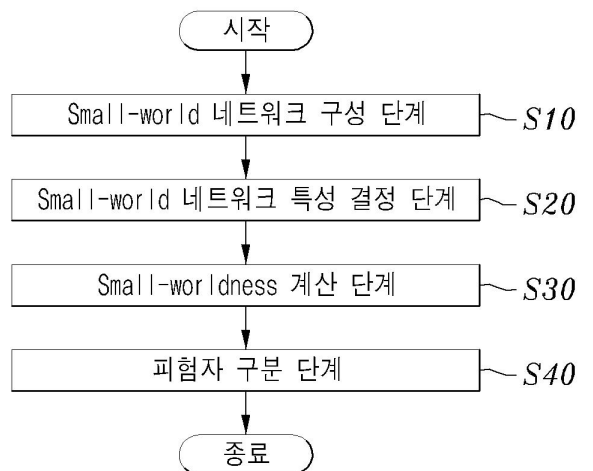 시작
Small-world 네트워크 구성 단계 S10
Small-world 네트워크 특성 결정 단계 S20
Small-worldness 계산 단계 S30
피험자 구분 단계 S40
종료